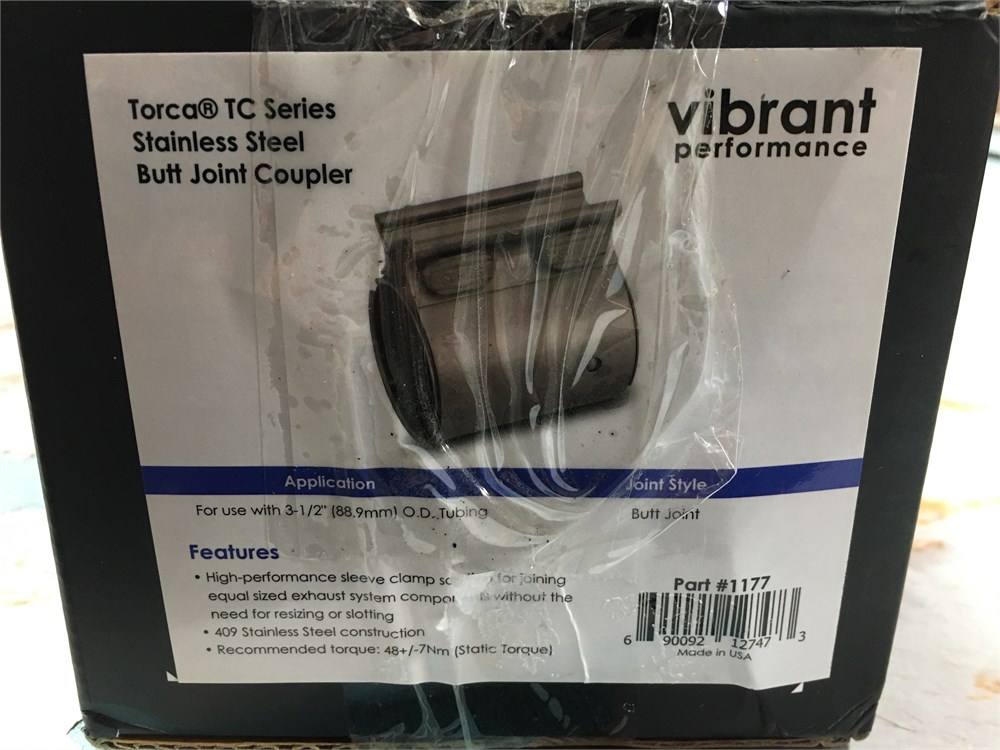 Torca® TC Series
Stainless Steel
Butt Joint Coupler
vibrant
performance
Application
Joint Style
For use with 3-1/2" (88.9mm) O.D. Tubing
Butt Joint
Features
• High-performance sleeve clamp for joining
equal sized exhaust system without the
need for resizing or slotting
• 409 Stainless Steel construction
• Recommended torque: 48+/-7Nm (Static Torque)
Part #1177
6 90092 12747 3
Made in USA